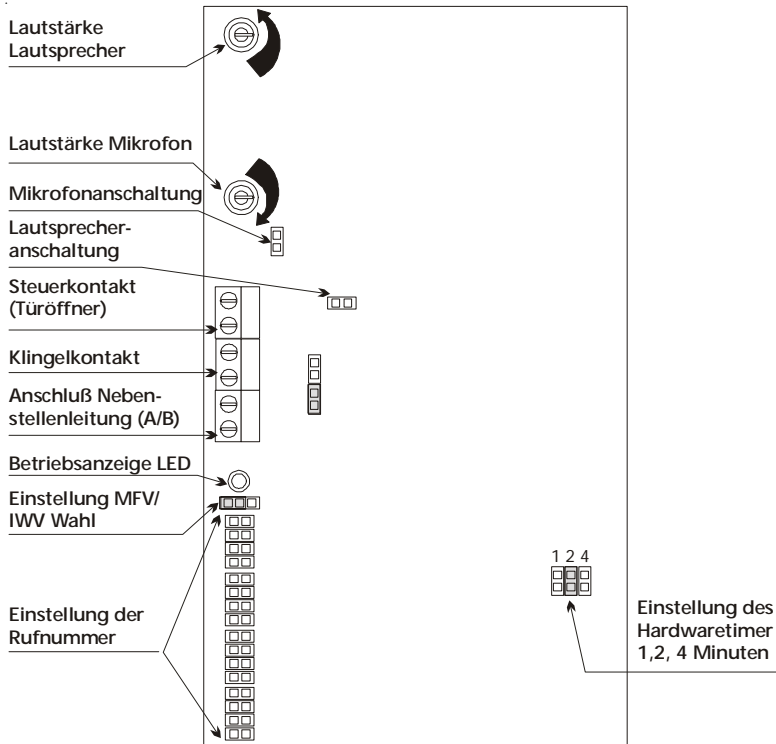 Lautstärke
Lautsprecher
Lautstärke Mikrofon
Mikrofonanschaltung
Lautsprecher-
anschaltung
Steuerkontakt
(Türöffner)
Klingelkontakt
Anschluß Neben-
stellenleitung (A/B)
Betriebsanzeige LED
Einstellung MFV/
IWV Wahl
1 2 4
Einstellung der
Rufnummer
Einstellung des
Hardwaretimer
1,2, 4 Minuten